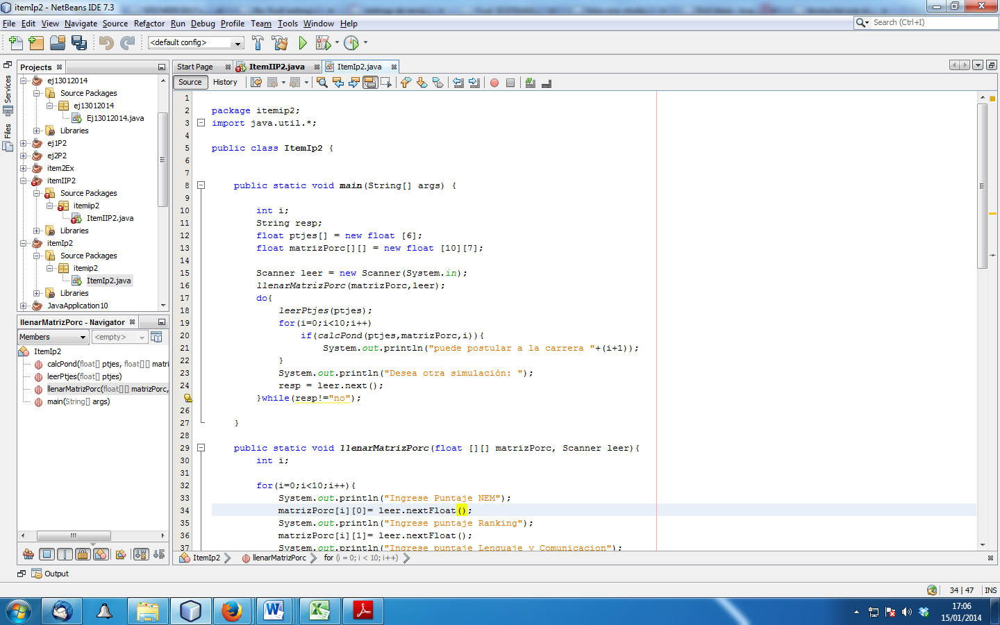 itemIp2 - NetBeans IDE 7.3
File Edit View Navigate Source Refactor Run Debug Profile Team Tools Window Help
Search (Ctrl+I)
<default config>
Services
Files
Projects
ej13012014
Source Packages
ej13012014
Ej13012014.java
Libraries
ej1P2
ej2P2
item2Ex
itemIIP2
Source Packages
itemiip2
ItemIIP2.java
Libraries
itemIp2
Source Packages
itemip2
ItemIp2.java
Libraries
JavaApplication10
llenarMatrizPorc - Navigator
Members <empty>
ItemIp2
calcPond(float[] ptjes, float[][] matri
leerPtjes(float[] ptjes)
llenarMatrizPorc(float[][] matrizPorc,
main(String[] args)
Start Page ItemIIP2.java ItemIp2.java
Source History
1
2 package itemip2;
3 import java.util.*;
4
5 public class ItemIp2 {
6
7
8 public static void main(String[] args) {
9
10 int i;
11 String resp;
12 float ptjes[] = new float [6];
13 float matrizPorc[][] = new float [10][7];
14
15 Scanner leer = new Scanner(System.in);
16 llenarMatrizPorc(matrizPorc,leer);
17 do{
18 leerPtjes(ptjes);
19 for(i=0;i<10;i++)
20 if(calcPond(ptjes,matrizPorc,i)){
21 System.out.println("puede postular a la carrera "+(i+1));
22 }
23 System.out.println("Desea otra simulación: ");
24 resp = leer.next();
}while(resp!="no");
26
27 }
28
29 public static void llenarMatrizPorc(float [][] matrizPorc, Scanner leer){
30 int i;
31
32 for(i=0;i<10;i++){
33 System.out.println("Ingrese Puntaje NEM");
34 matrizPorc[i][0]= leer.nextFloat();
35 System.out.println("Ingrese puntaje Ranking");
36 matrizPorc[i][1]= leer.nextFloat();
37 System.out.println("Ingrese puntaje Lenguaje y Comunicacion");
ItemIp2 llenarMatrizPorc for (i = 0; i < 10; i++)
Output
34 | 47 INS
17:06
15/01/2014